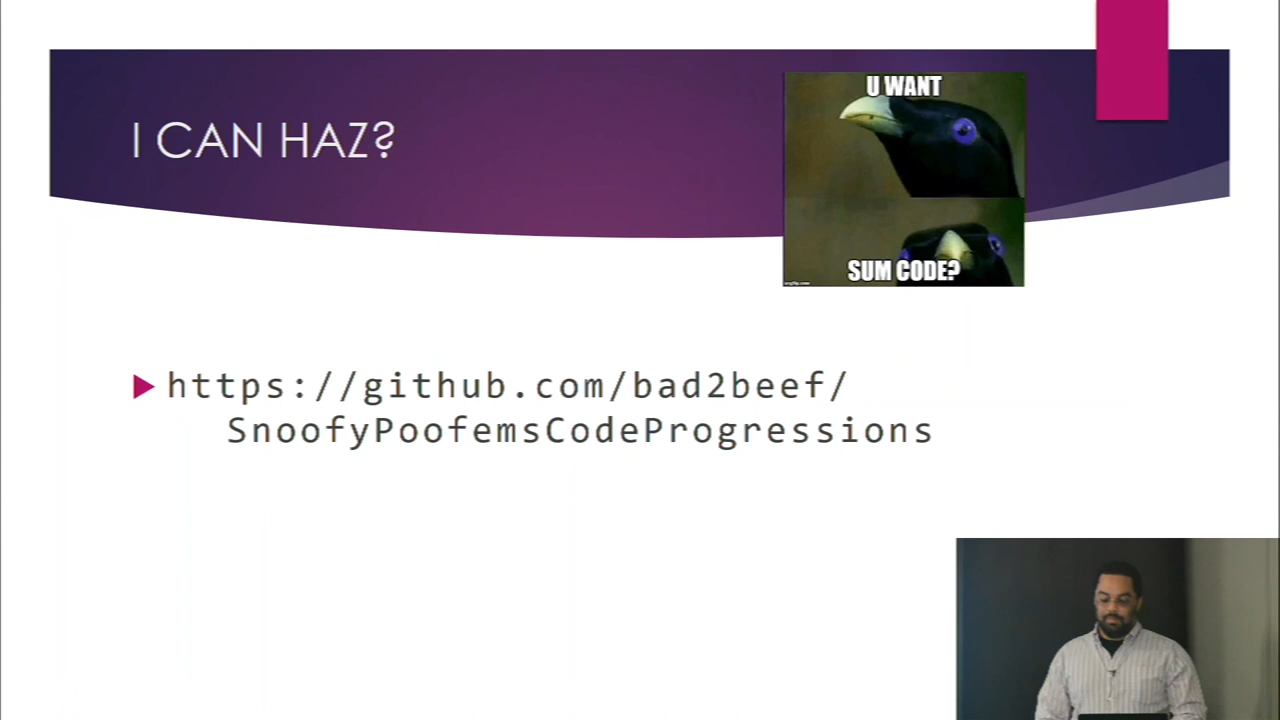 U WANT
I CAN HAZ?
SUM CODE?
https://github.com/bad2beef/
SnoofyPoofemsCodeProgressions